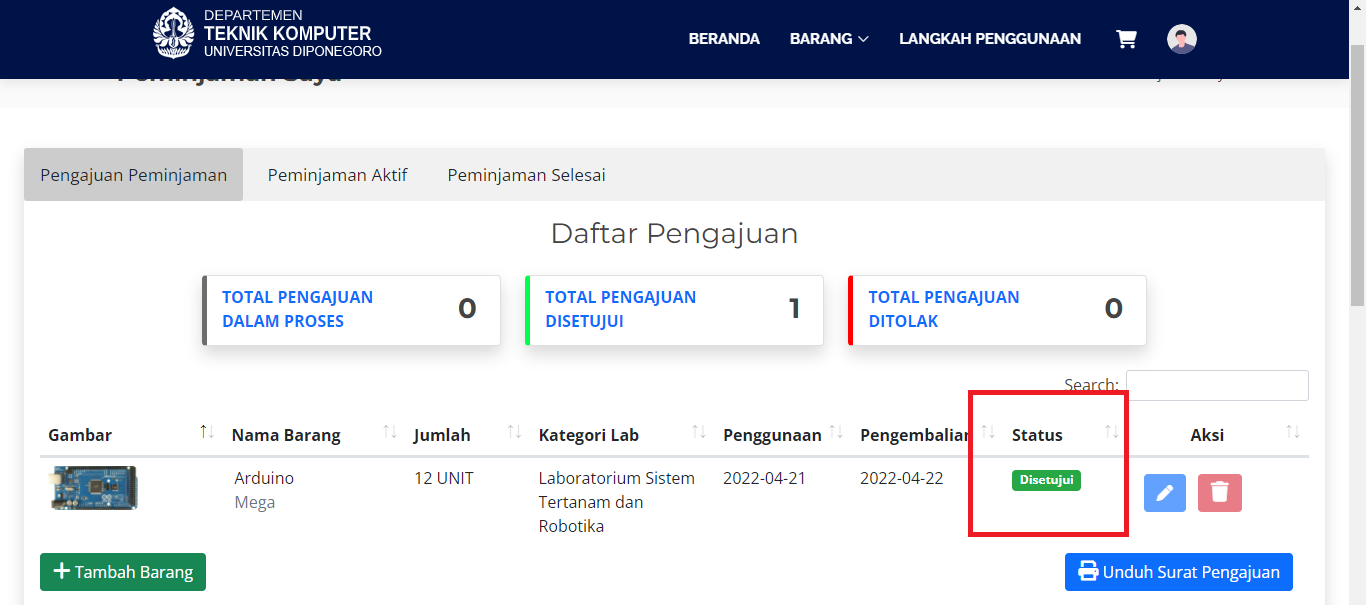 DEPARTEMEN
TEKNIK KOMPUTER
UNIVERSITAS DIPONEGORO
BERANDA
BARANG
LANGKAH PENGGUNAAN
Peminjaman Saya
Pengajuan Peminjaman
Peminjaman Aktif
Peminjaman Selesai
Daftar Pengajuan
TOTAL PENGAJUAN
DALAM PROSES
0
TOTAL PENGAJUAN
DISETUJUI
1
TOTAL PENGAJUAN
DITOLAK
0
Search:
Gambar
Nama Barang
Jumlah
Kategori Lab
Penggunaan
Pengembalian
Status
Aksi
Arduino
Mega
12 UNIT
Laboratorium Sistem
Tertanam dan
Robotika
2022-04-21
2022-04-22
Disetujui
Tambah Barang
Unduh Surat Pengajuan